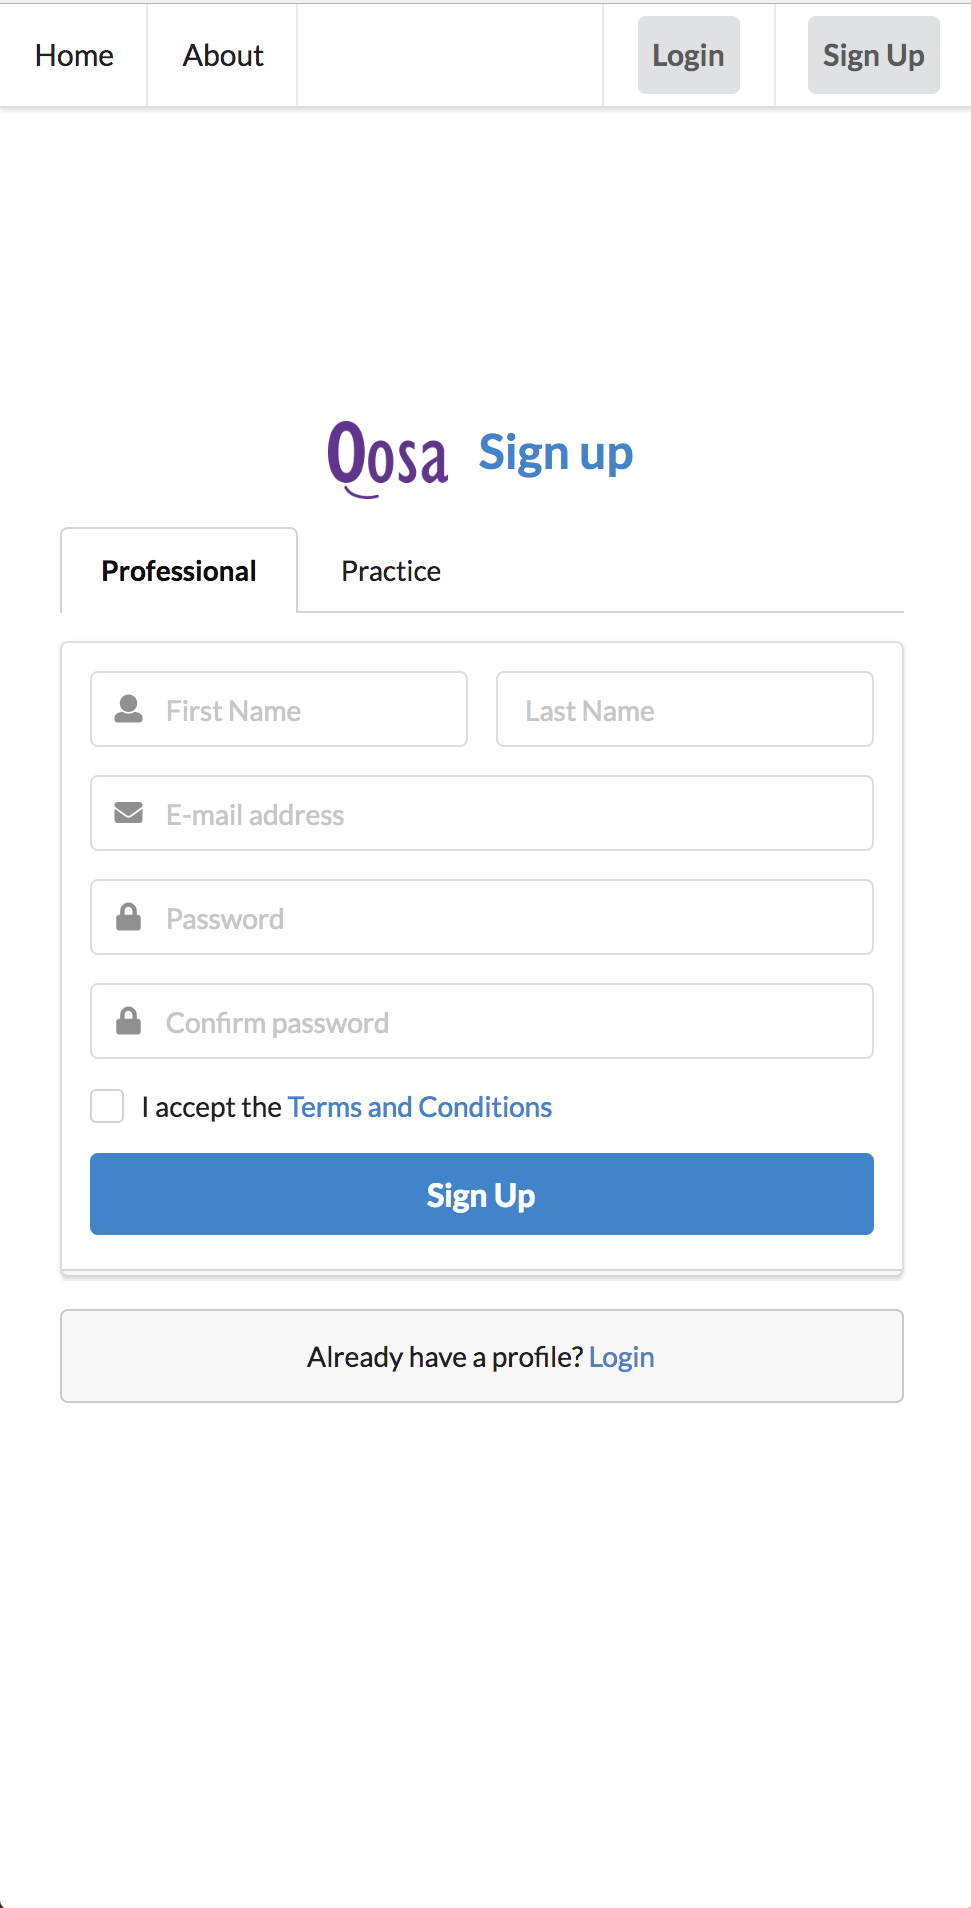 Home About Login Sign Up
Qosa Sign up
Professional Practice
First Name Last Name
E-mail address
Password
Confirm password
I accept the Terms and Conditions
Sign Up
Already have a profile? Login